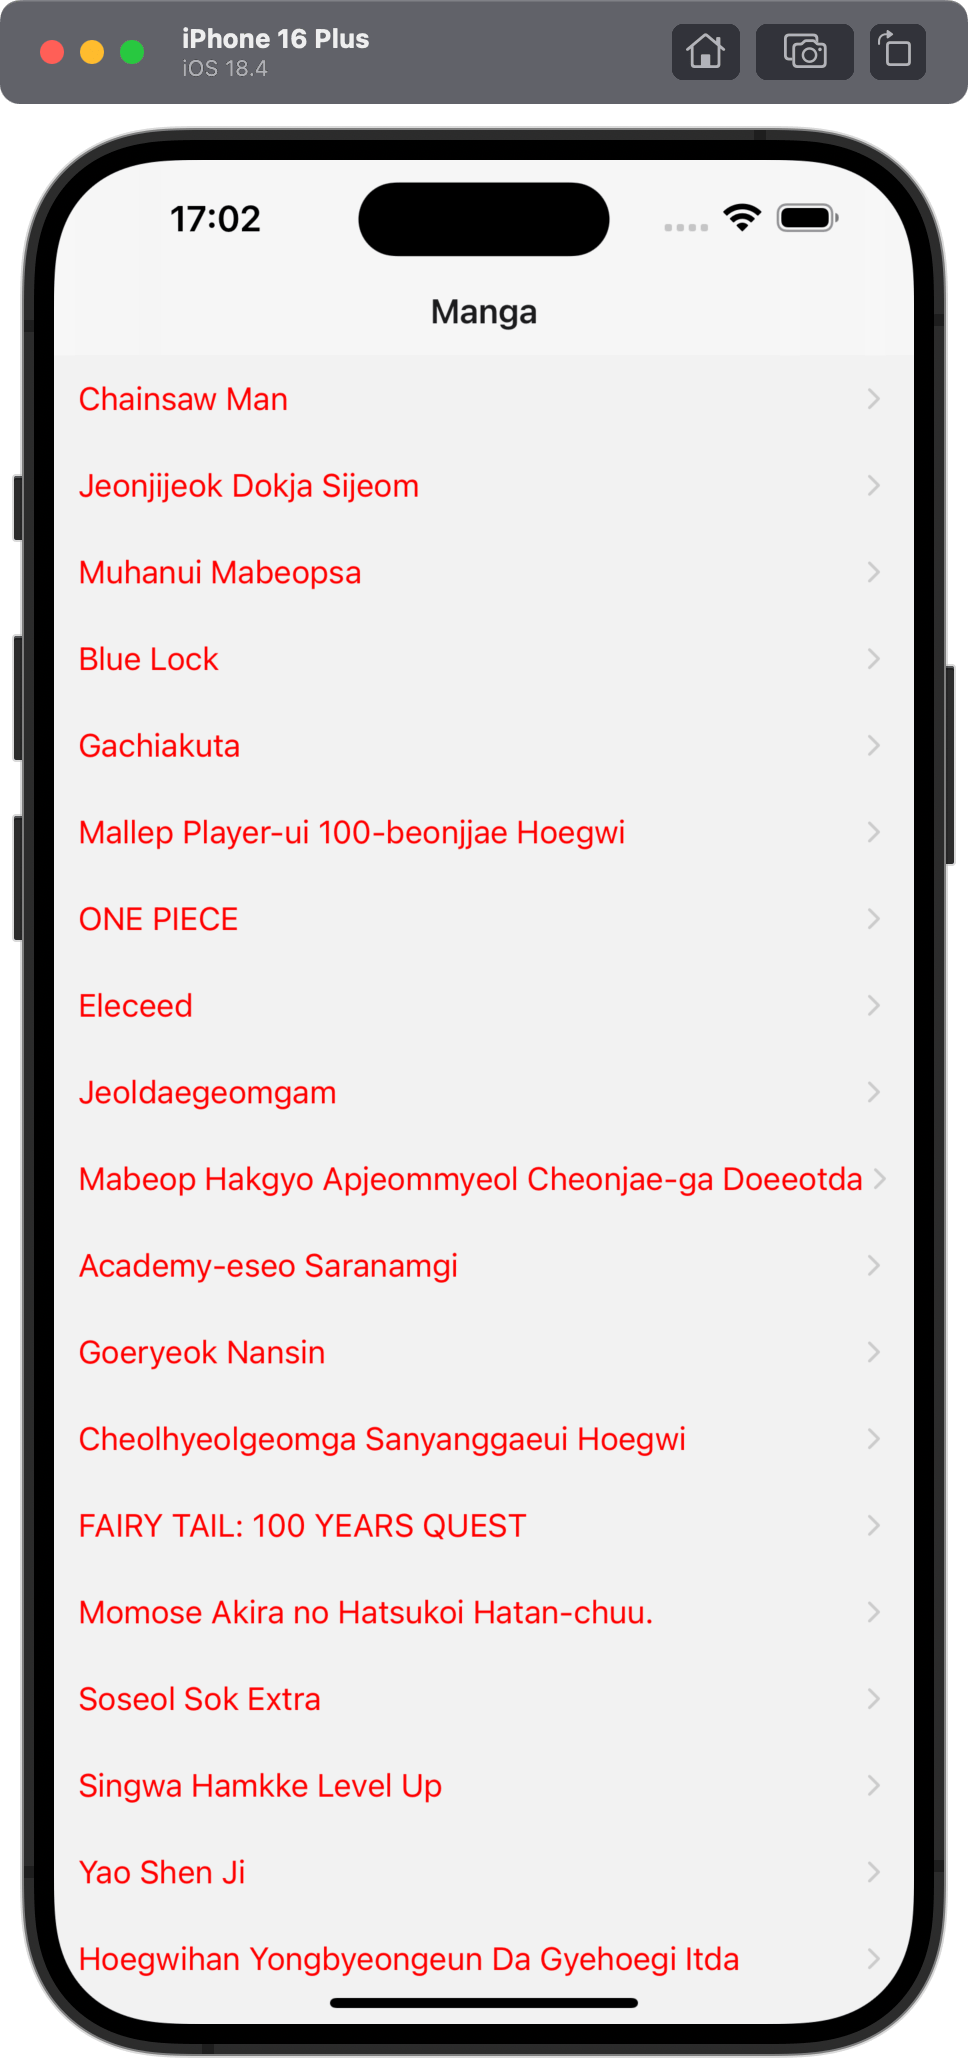 iPhone 16 Plus
iOS 18.4
17:02
Manga
Chainsaw Man
Jeonjijeok Dokja Sijeom
Muhanui Mabeopsa
Blue Lock
Gachiakuta
Mallep Player-ui 100-beonjjae Hoegwi
ONE PIECE
Eleceed
Jeoldaegeomgam
Mabeop Hakgyo Apjeommyeol Cheonjae-ga Doeeotda
Academy-eseo Saranamgi
Goeryeok Nansin
Cheolhyeolgeomga Sanyanggaeui Hoegwi
FAIRY TAIL: 100 YEARS QUEST
Momose Akira no Hatsukoi Hatan-chuu.
Soseol Sok Extra
Singwa Hamkke Level Up
Yao Shen Ji
Hoegwihan Yongbyeongeun Da Gyehoegi Itda